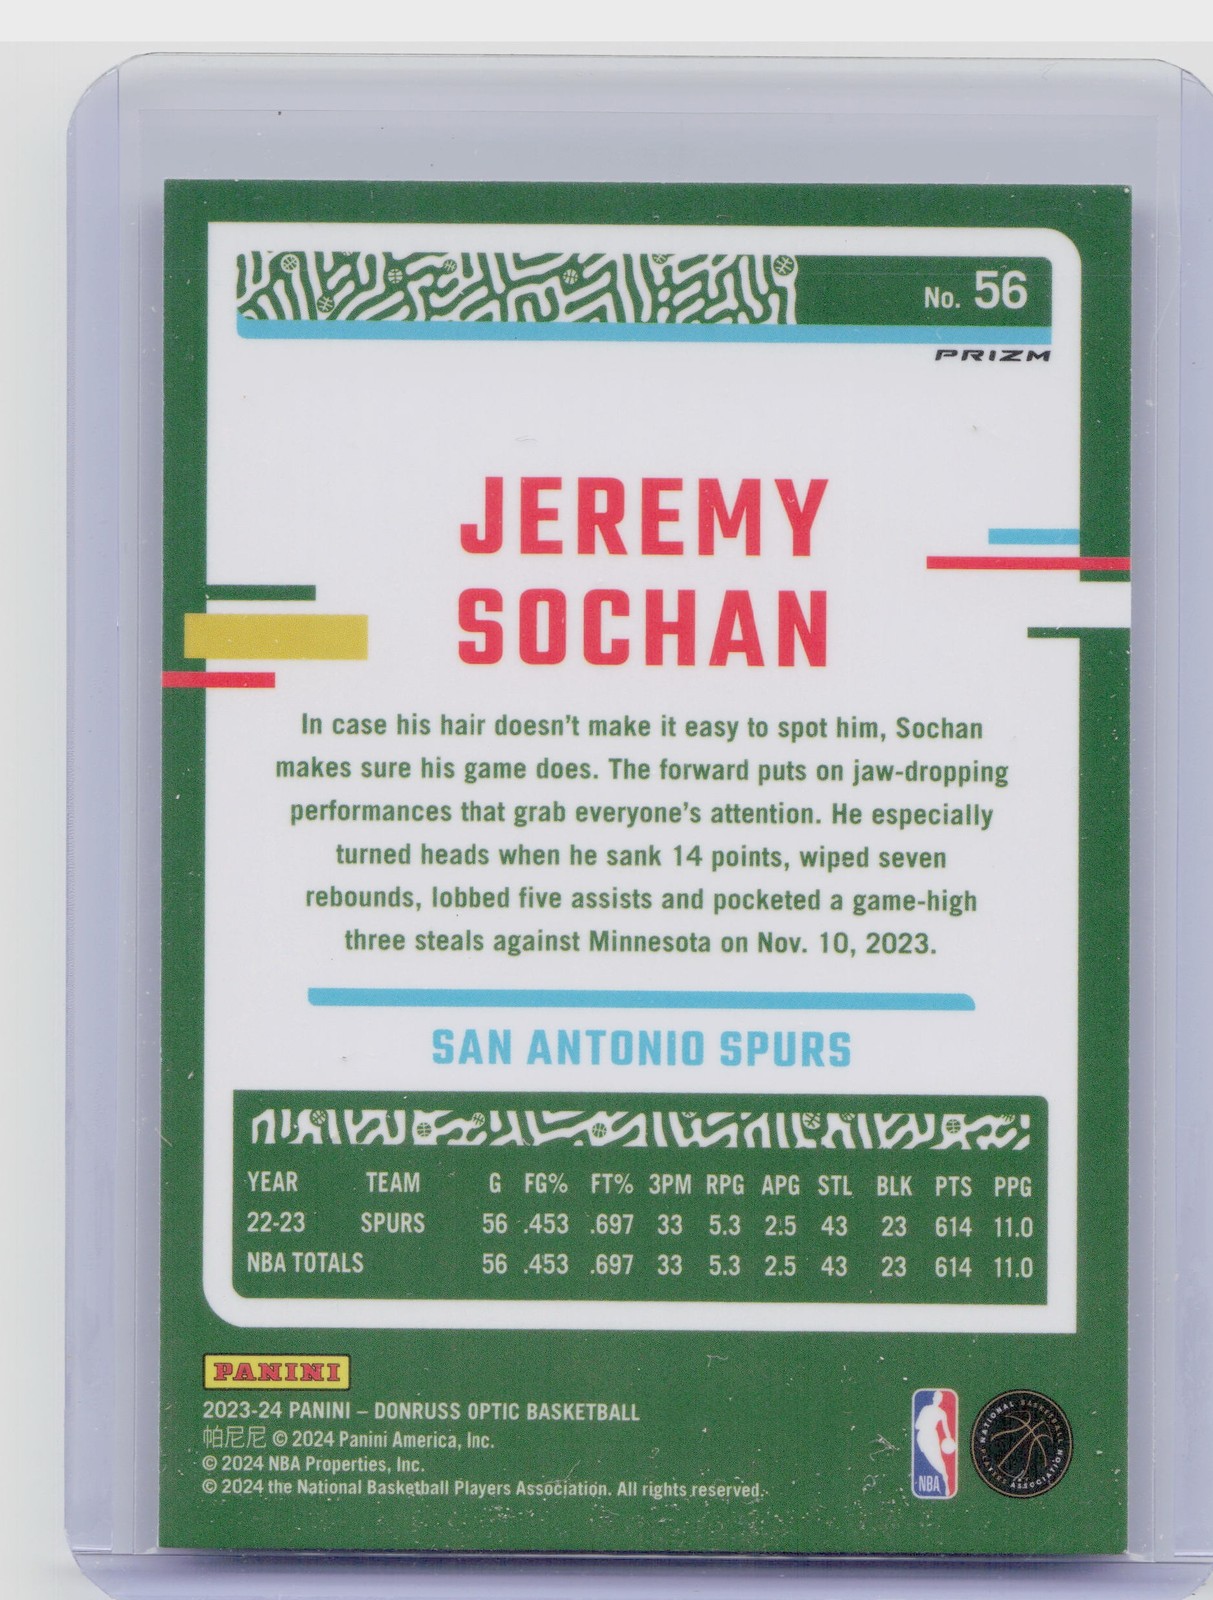 No. 56
PRIZM
JEREMY
SOCHAN
In case his hair doesn't make it easy to spot him, Sochan
makes sure his game does. The forward puts on jaw-dropping
performances that grab everyone's attention. He especially
turned heads when he sank 14 points, wiped seven
rebounds, lobbed five assists and pocketed a game-high
three steals against Minnesota on Nov. 10, 2023.
SAN ANTONIO SPURS
YEAR TEAM G FG% FT% 3PM RPG APG STL BLK PTS PPG
22-23 SPURS 56 .453 .697 33 5.3 2.5 43 23 614 11.0
NBA TOTALS 56 .453 .697 33 5.3 2.5 43 23 614 11.0
PANINI
2023-24 PANINI – DONRUSS OPTIC BASKETBALL
帕尼尼 © 2024 Panini America, Inc.
© 2024 NBA Properties, Inc.
© 2024 the National Basketball Players Association. All rights reserved.
NBA
NATIONAL BASKETBALL
PLAYERS ASSOCIATION